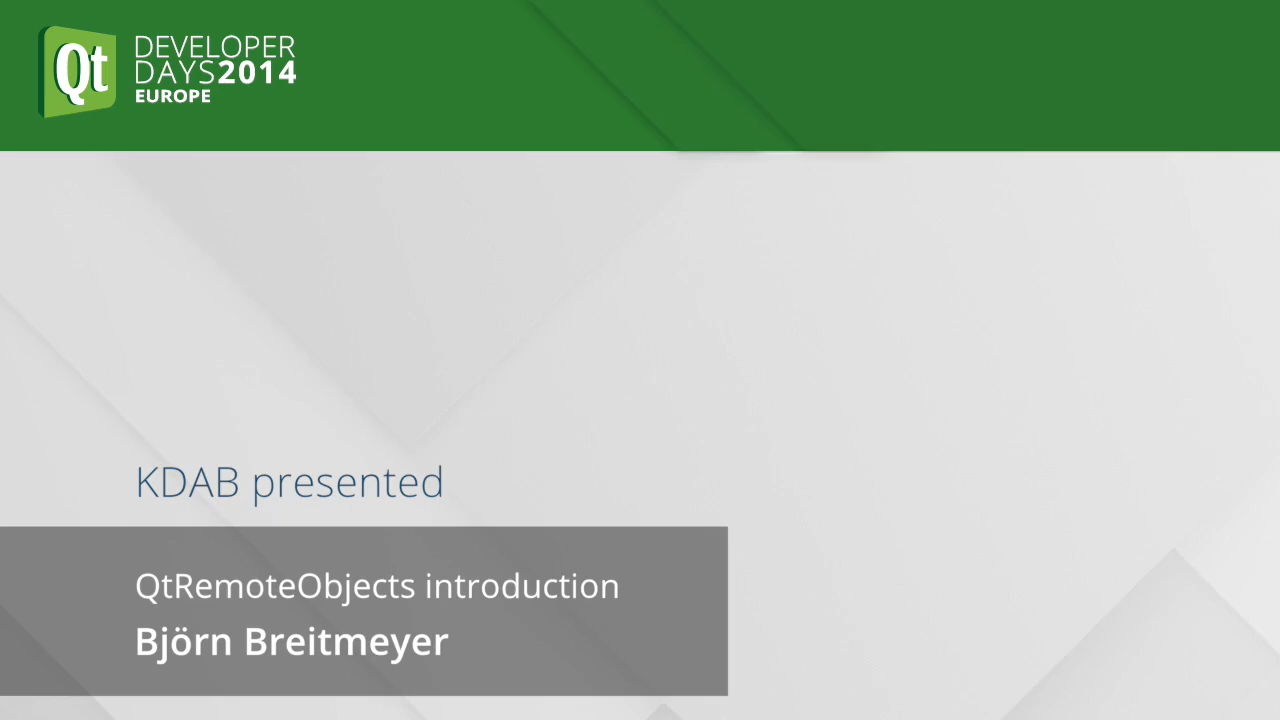 Qt
DEVELOPER
DAYS2014
EUROPE
KDAB presented
QtRemoteObjects introduction
Björn Breitmeyer